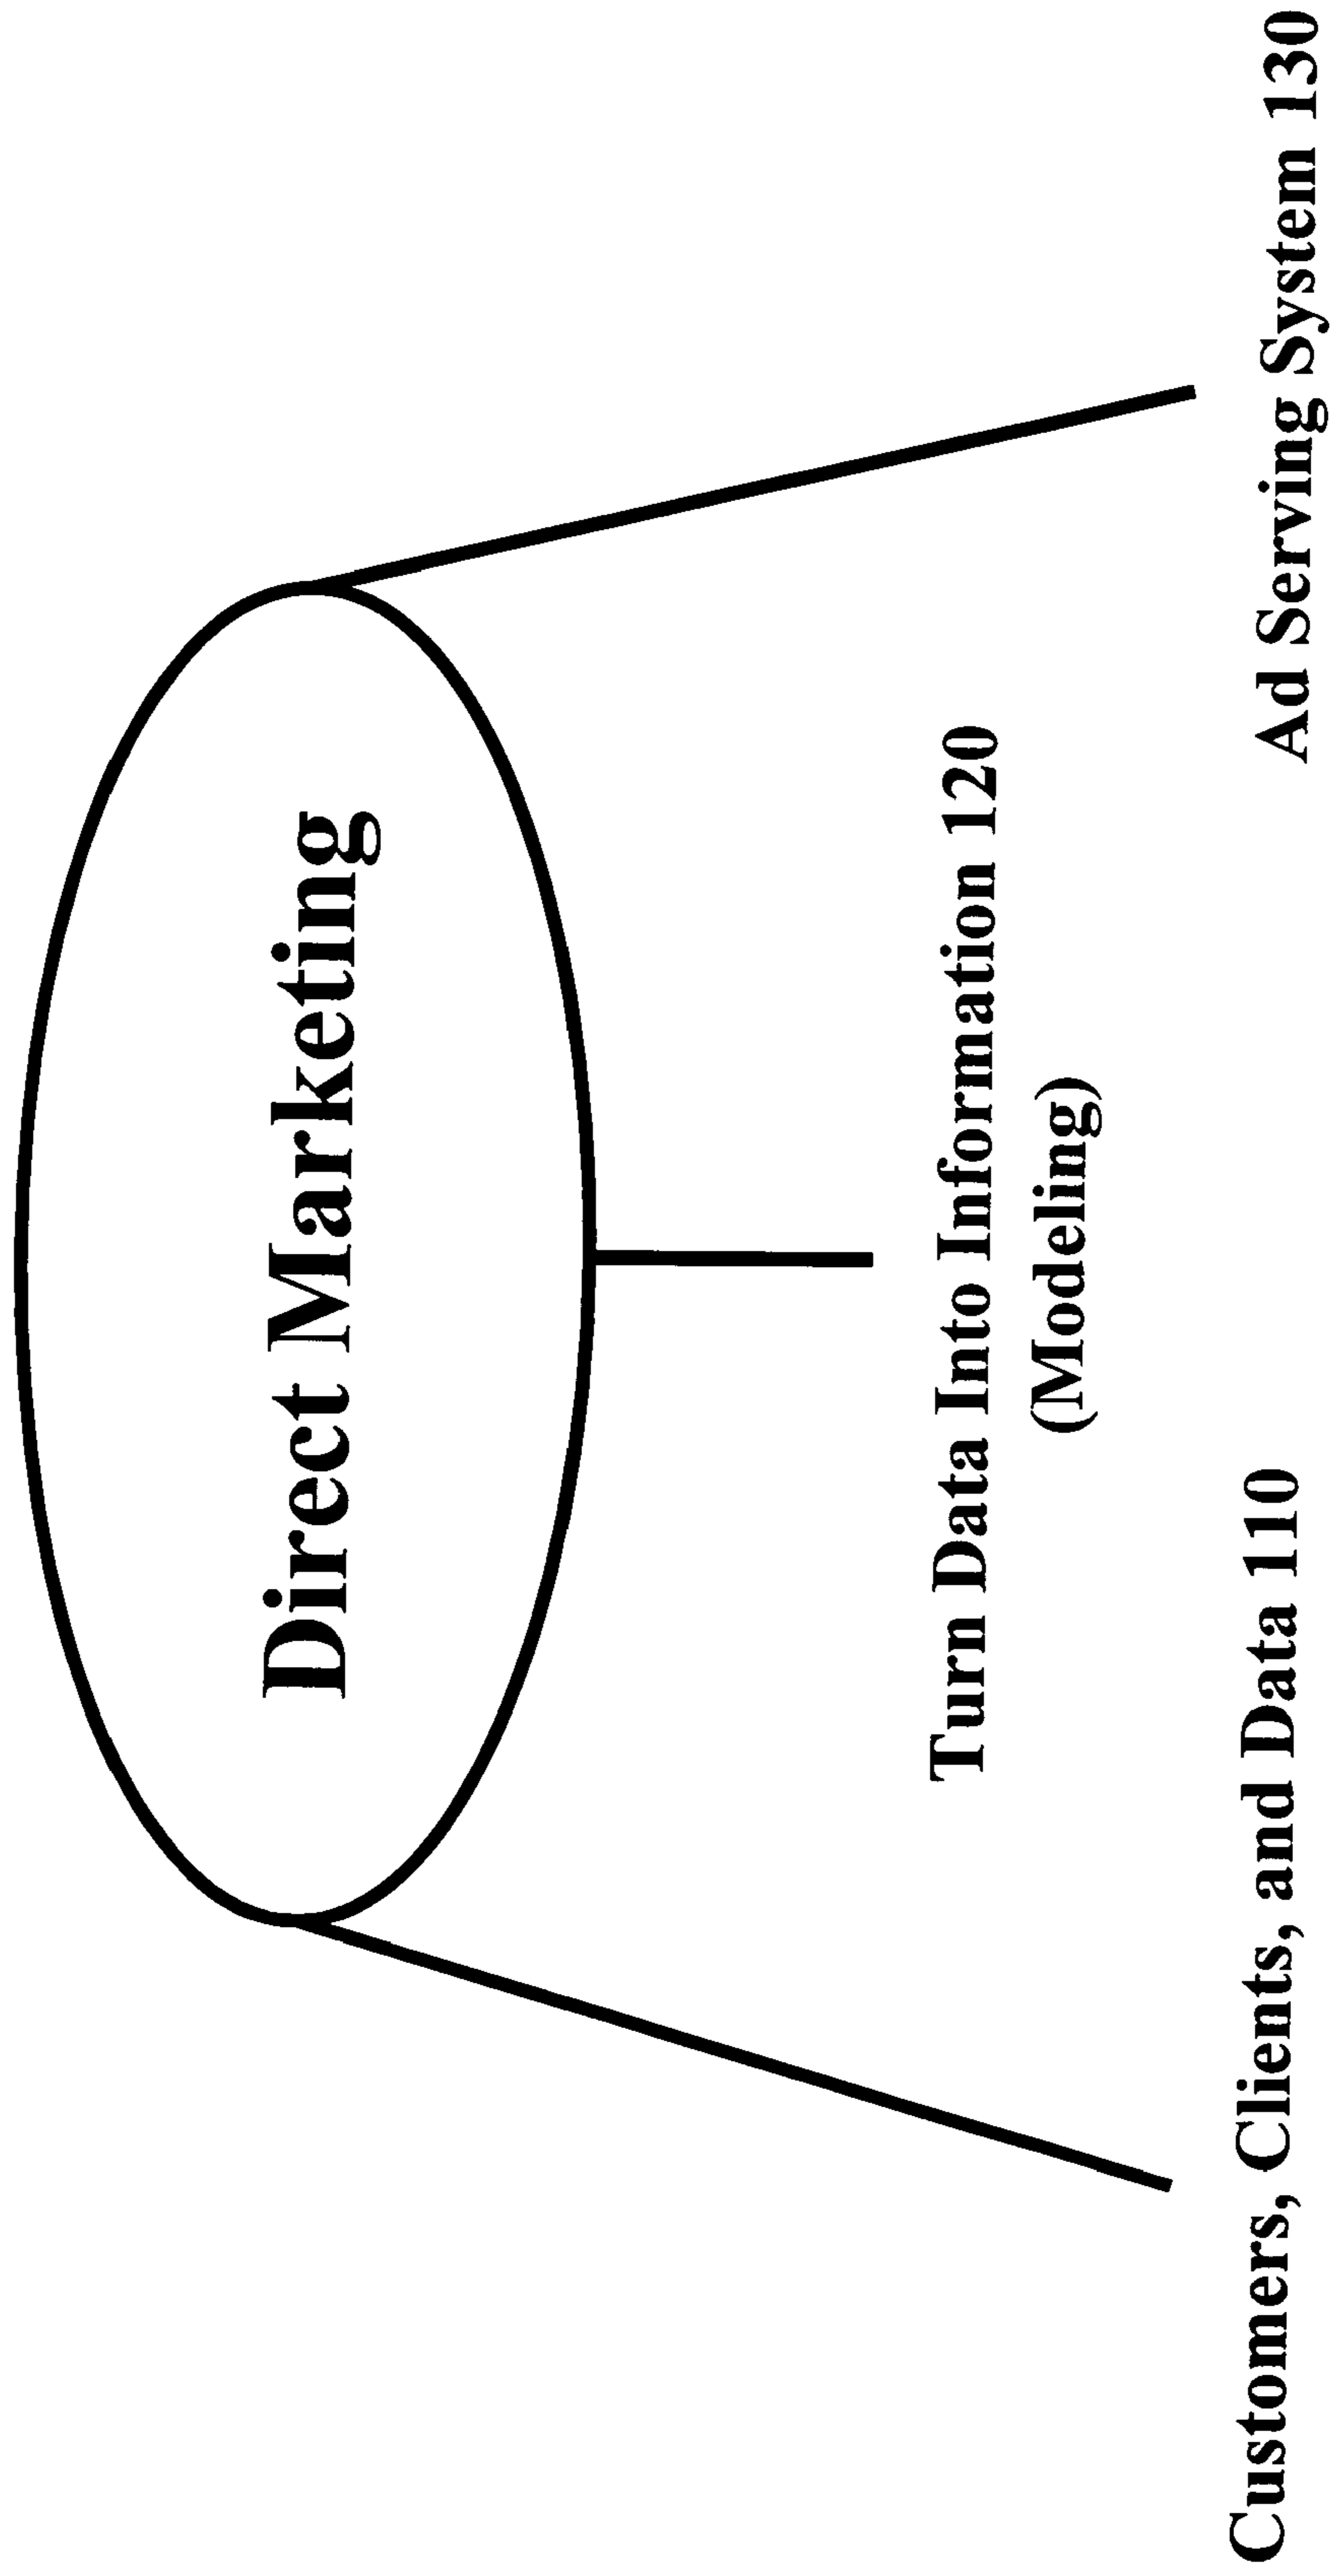 Direct Marketing
Turn Data Into Information 120
(Modeling)
Customers, Clients, and Data 110
Ad Serving System 130